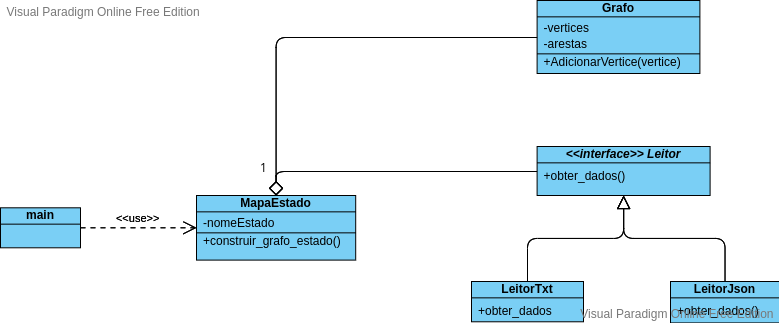 Visual Paradigm Online Free Edition
Grafo
-vertices
-arestas
+AdicionarVertice(vertice)
<<interface>> Leitor
+obter_dados()
1
MapaEstado
-nomeEstado
+construir_grafo_estado()
main
<<use>>
LeitorTxt
+obter_dados
LeitorJson
+obter_dados()
Visual Paradigm Online Free Edition